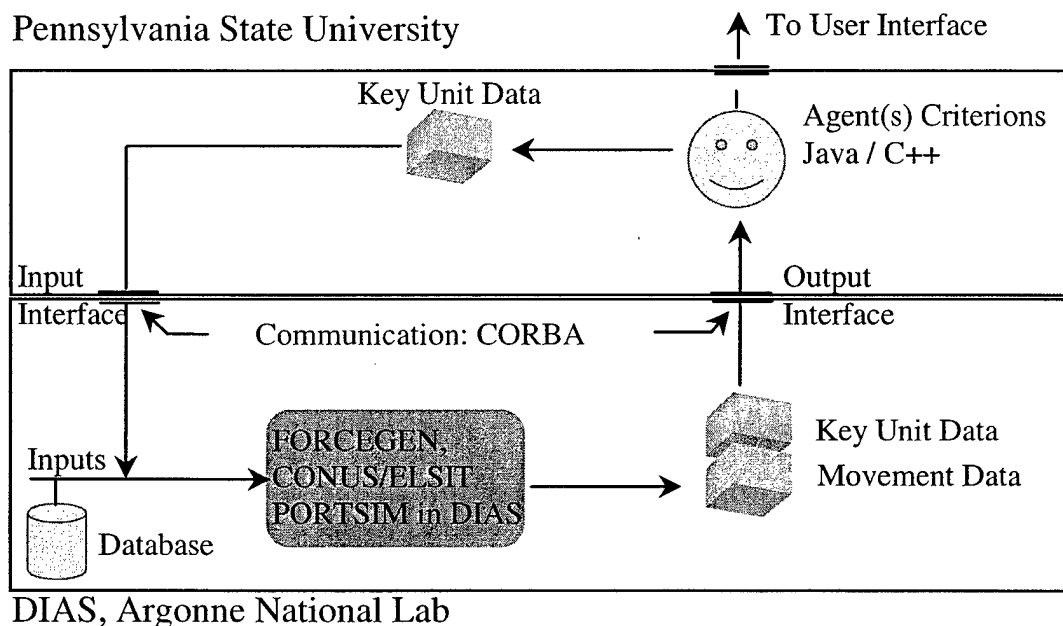 Pennsylvania State University
To User Interface
Key Unit Data
Agent(s) Criterions
Java / C++
Input
Interface
Output
Interface
Communication: CORBA
Inputs
Database
FORCEGEN,
CONUS/ELSIT
PORTSIM in DIAS
Key Unit Data
Movement Data
DIAS, Argonne National Lab